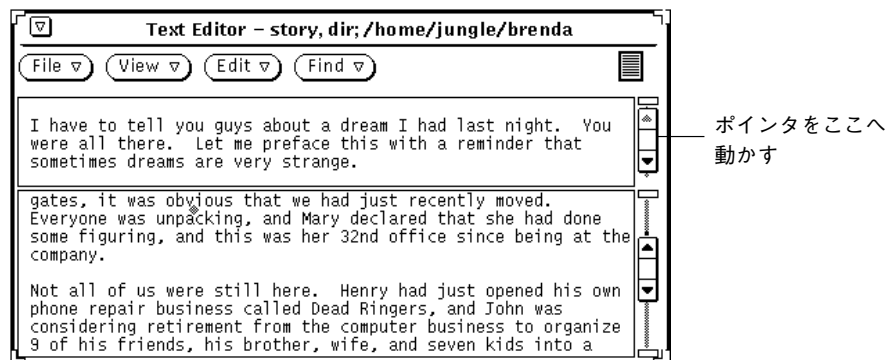 Text Editor – story, dir; /home/jungle/brenda
File View Edit Find
I have to tell you guys about a dream I had last night.  You
were all there.  Let me preface this with a reminder that
sometimes dreams are very strange.
ポインタをここへ
動かす
gates, it was obvious that we had just recently moved.
Everyone was unpacking, and Mary declared that she had done
some figuring, and this was her 32nd office since being at the
company.
Not all of us were still here.  Henry had just opened his own
phone repair business called Dead Ringers, and John was
considering retirement from the computer business to organize
9 of his friends, his brother, wife, and seven kids into a